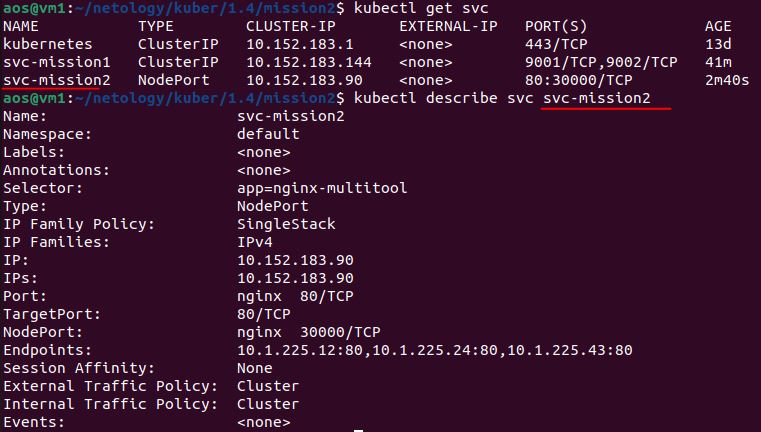 aos@vm1:~/netology/kuber/1.4/mission2$ kubectl get svc
NAME            TYPE        CLUSTER-IP       EXTERNAL-IP   PORT(S)             AGE
kubernetes      ClusterIP   10.152.183.1     <none>        443/TCP             13d
svc-mission1    ClusterIP   10.152.183.144   <none>        9001/TCP,9002/TCP   41m
svc-mission2    NodePort    10.152.183.90    <none>        80:30000/TCP        2m40s
aos@vm1:~/netology/kuber/1.4/mission2$ kubectl describe svc svc-mission2
Name:                     svc-mission2
Namespace:                default
Labels:                   <none>
Annotations:              <none>
Selector:                 app=nginx-multitool
Type:                     NodePort
IP Family Policy:         SingleStack
IP Families:              IPv4
IP:                       10.152.183.90
IPs:                      10.152.183.90
Port:                     nginx  80/TCP
TargetPort:               80/TCP
NodePort:                 nginx  30000/TCP
Endpoints:                10.1.225.12:80,10.1.225.24:80,10.1.225.43:80
Session Affinity:         None
External Traffic Policy:  Cluster
Internal Traffic Policy:  Cluster
Events:                   <none>